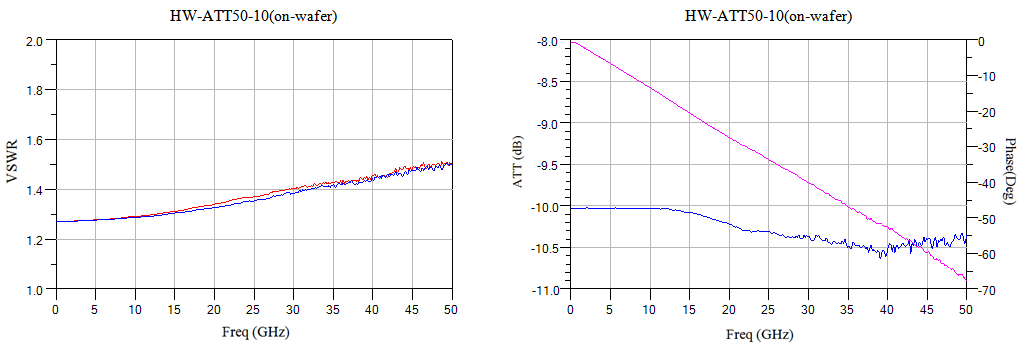 HW-ATT50-10(on-wafer)
2.0
1.8
1.6
1.4
1.2
1.0
VSWR
0 5 10 15 20 25 30 35 40 45 50
Freq (GHz)
HW-ATT50-10(on-wafer)
-8.0
-8.5
-9.0
-9.5
-10.0
-10.5
-11.0
ATT (dB)
0
-10
-20
-30
-40
-50
-60
-70
Phase(Deg)
0 5 10 15 20 25 30 35 40 45 50
Freq (GHz)